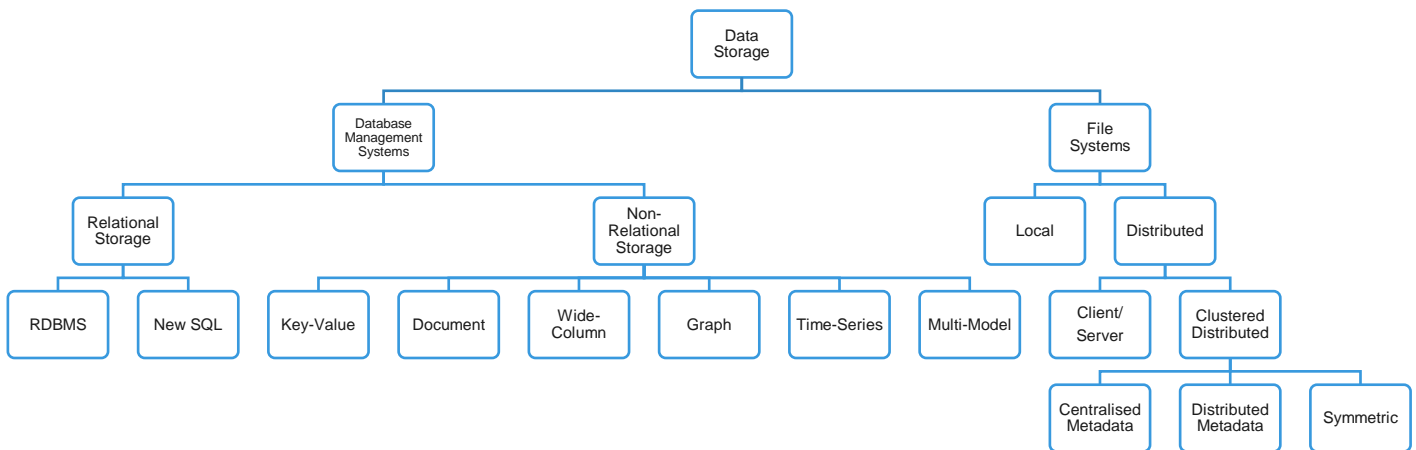 Data
Storage
Database
Management
Systems
File
Systems
Relational
Storage
Non-
Relational
Storage
Local
Distributed
RDBMS
New SQL
Key-Value
Document
Wide-
Column
Graph
Time-Series
Multi-Model
Client/
Server
Clustered
Distributed
Centralised
Metadata
Distributed
Metadata
Symmetric